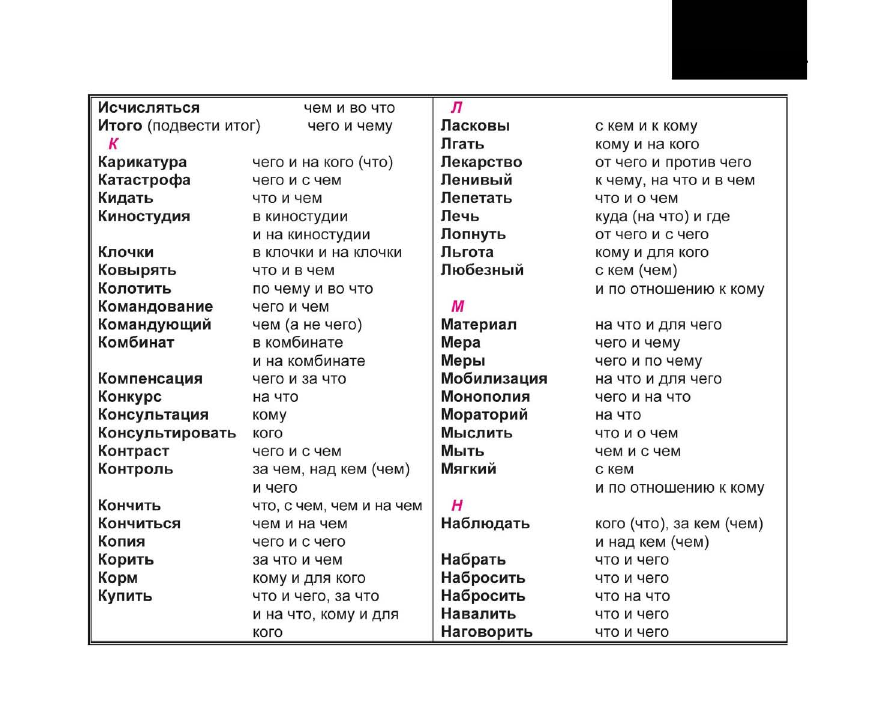 Исчисляться чем и во что
Итого (подвести итог) чего и чему
К
Карикатура чего и на кого (что)
Катастрофа чего и с чем
Кидать что и чем
Киностудия в киностудии
и на киностудии
Клочки в клочки и на клочки
Ковырять что и в чем
Колотить по чему и во что
Командование чего и чем
Командующий чем (а не чего)
Комбинат в комбинате
и на комбинате
Компенсация чего и за что
Конкурс на что
Консультация кому
Консультировать кого
Контраст чего и с чем
Контроль за чем, над кем (чем)
и чего
Кончить что, с чем, чем и на чем
Кончиться чем и на чем
Копия чего и с чего
Корить за что и чем
Корм кому и для кого
Купить что и чего, за что
и на что, кому и для
кого
Л
Ласковы с кем и к кому
Лгать кому и на кого
Лекарство от чего и против чего
Ленивый к чему, на что и в чем
Лепетать что и о чем
Лечь куда (на что) и где
Лопнуть от чего и с чего
Льгота кому и для кого
Любезный с кем (чем)
и по отношению к кому
М
Материал на что и для чего
Мера чего и чему
Меры чего и по чему
Мобилизация на что и для чего
Монополия чего и на что
Мораторий на что
Мыслить что и о чем
Мыть чем и с чем
Мягкий с кем
и по отношению к кому
Н
Наблюдать кого (что), за кем (чем)
и над кем (чем)
Набрать что и чего
Набросить что и чего
Набросить что на что
Навалить что и чего
Наговорить что и чего